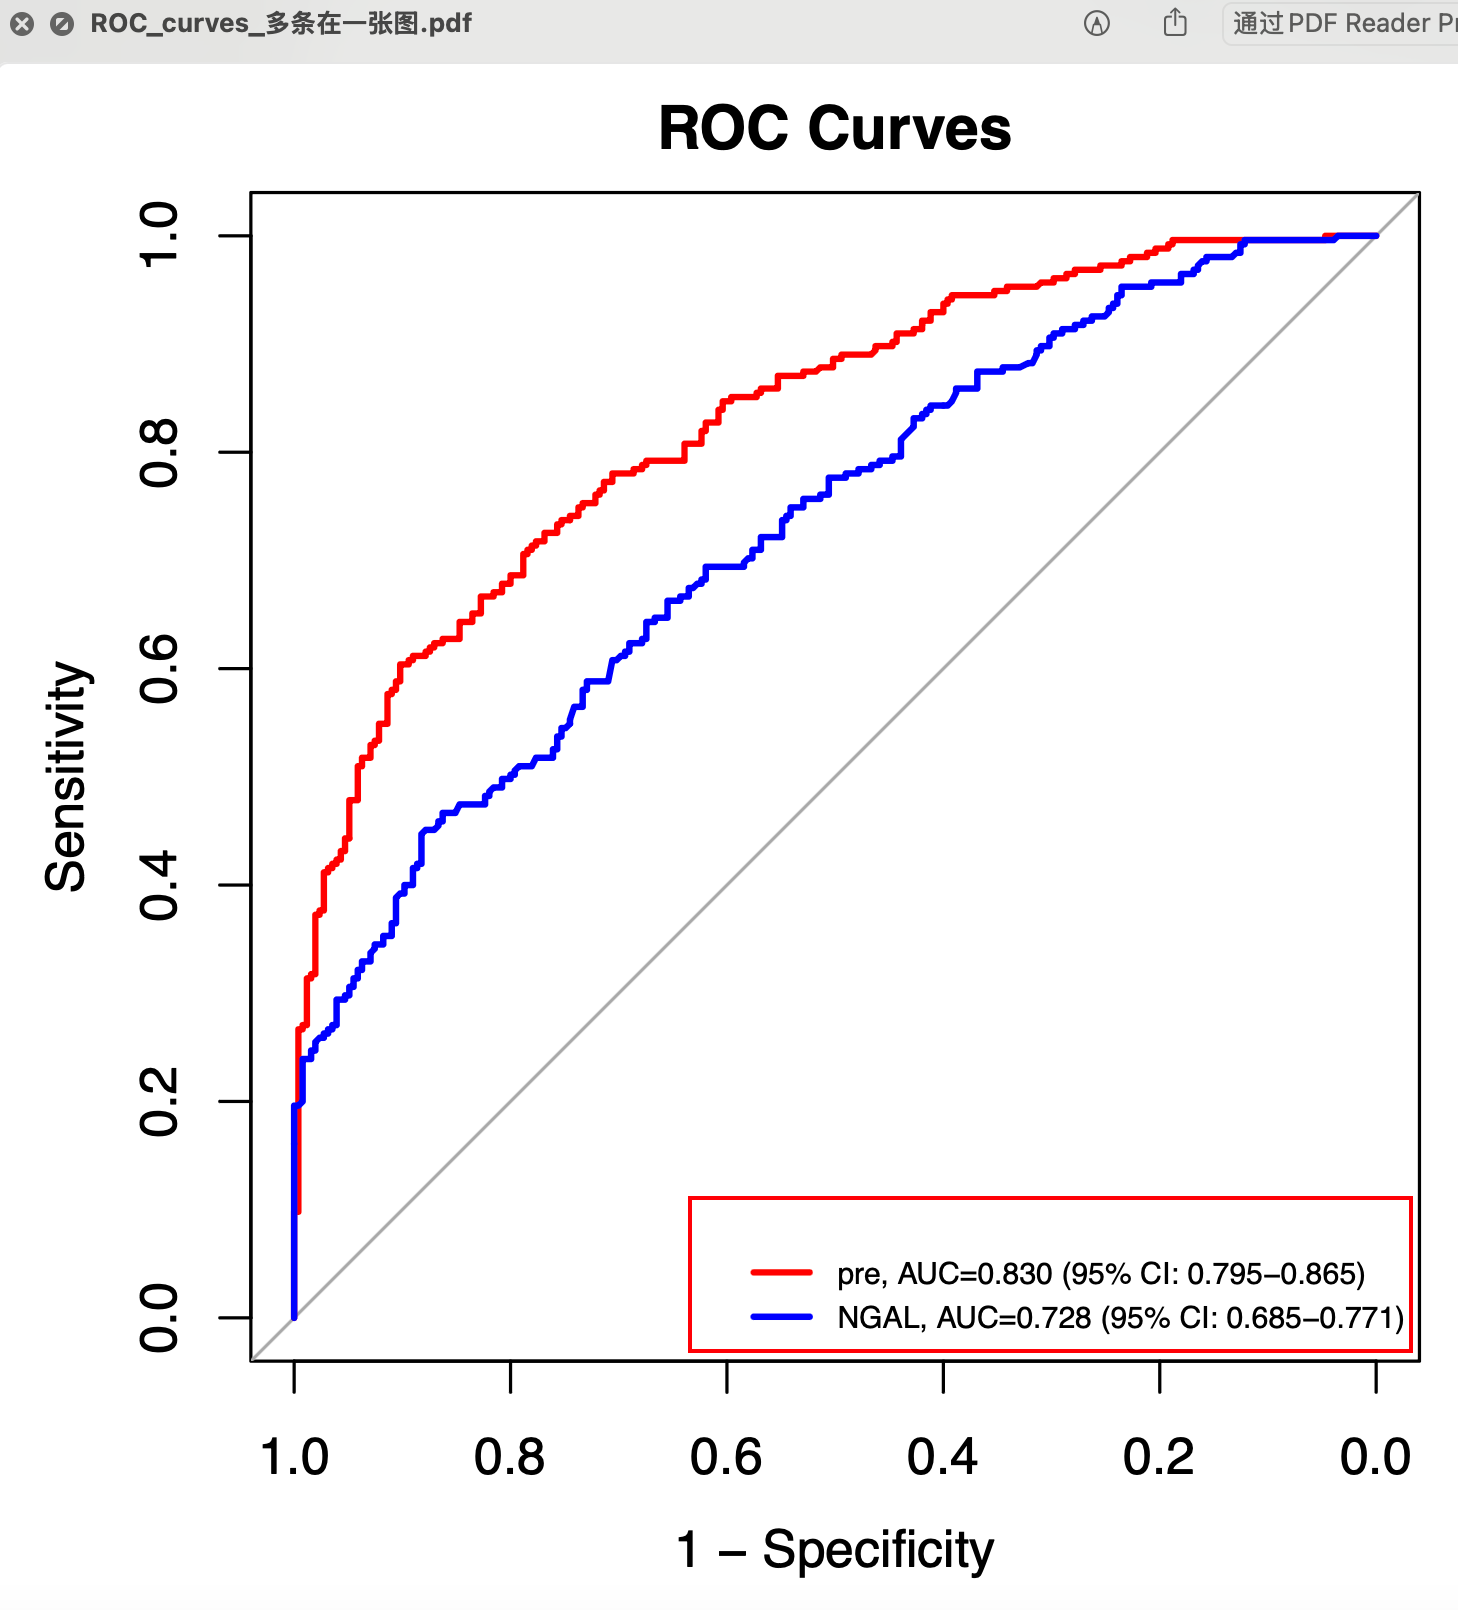 ROC_curves_多条在一张图.pdf
通过PDF Reader Pr
ROC Curves
1.0
0.8
0.6
0.4
0.2
0.0
Sensitivity
pre, AUC=0.830 (95% CI: 0.795−0.865)
NGAL, AUC=0.728 (95% CI: 0.685−0.771)
1.0 0.8 0.6 0.4 0.2 0.0
1 − Specificity